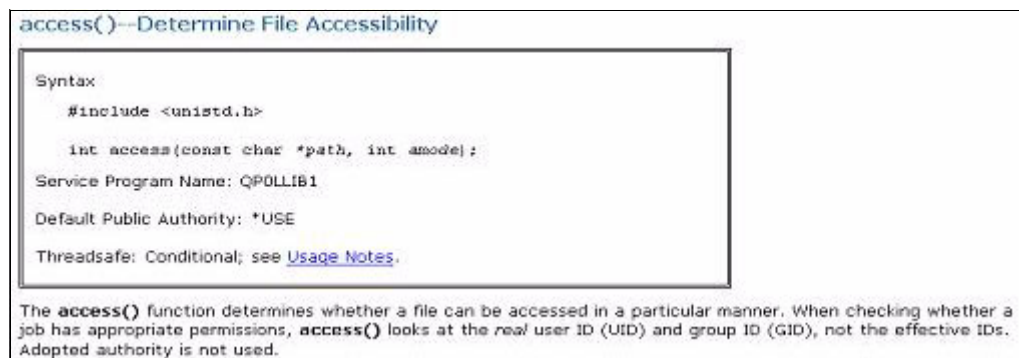 access()--Determine File Accessibility
Syntax
#include <unistd.h>
int access(const char *path, int amode);
Service Program Name: QP0LLIB1
Default Public Authority: *USE
Threadsafe: Conditional; see Usage Notes.
The access() function determines whether a file can be accessed in a particular manner. When checking whether a
job has appropriate permissions, access() looks at the real user ID (UID) and group ID (GID), not the effective IDs.
Adopted authority is not used.